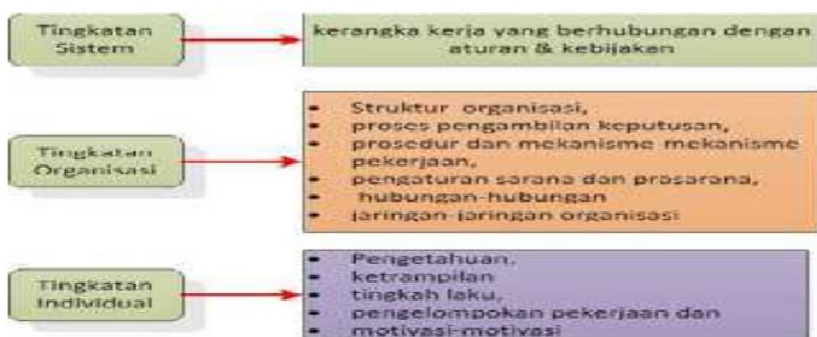 Tingkatan
Sistem
kerangka kerja yang berhubungan dengan
aturan & kebijakan
Tingkatan
Organisasi
• Struktur organisasi,
• proses pengambilan keputusan,
• prosedur dan mekanisme mekanisme
pekerjaan,
• pengaturan sarana dan prasarana,
• hubungan-hubungan
• jaringan-jaringan organisasi
Tingkatan
Individual
• Pengetahuan,
• ketrampilan
• tingkah laku,
• pengelompokan pekerjaan dan
• motivasi-motivasi